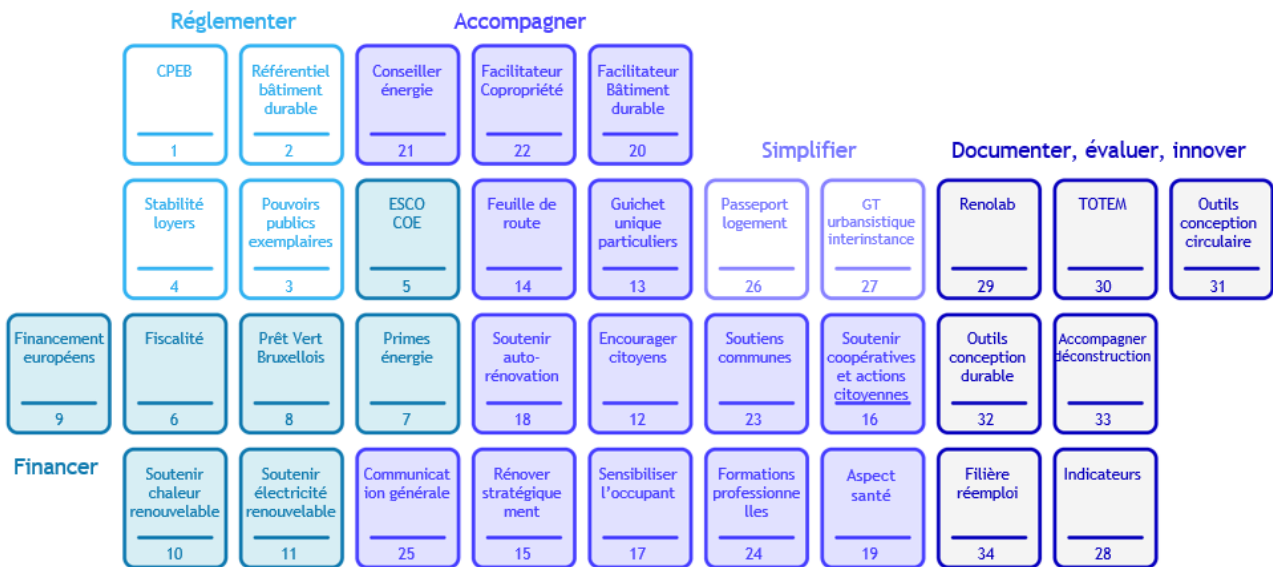 Réglementer
Accompagner
CPEB
1
Référentiel
bâtiment
durable
2
Conseiller
énergie
21
Facilitateur
Copropriété
22
Facilitateur
Bâtiment
durable
20
Simplifier
Documenter, évaluer, innover
Stabilité
loyers
4
Pouvoirs
publics
exemplaires
3
ESCO
COE
5
Feuille de
route
14
Guichet
unique
particuliers
13
Passeport
logement
26
GT
urbansistique
interinstance
27
Renolab
29
TOTEM
30
Outils
conception
circulaire
31
Financement
européens
9
Fiscalité
6
Prêt Vert
Bruxellois
8
Primes
énergie
7
Soutenir
auto-
rénovation
18
Encourager
citoyens
12
Soutiens
communes
23
Soutenir
coopératives
et actions
citoyennes
16
Outils
conception
durable
32
Accompagner
déconstruction
33
Financer
Soutenir
chaleur
renouvelable
10
Soutenir
électricité
renouvelable
11
Communicat
ion générale
25
Rénover
stratégique
ment
15
Sensibiliser
l'occupant
17
Formations
professionne
lles
24
Aspect
santé
19
Filière
réemploi
34
Indicateurs
28